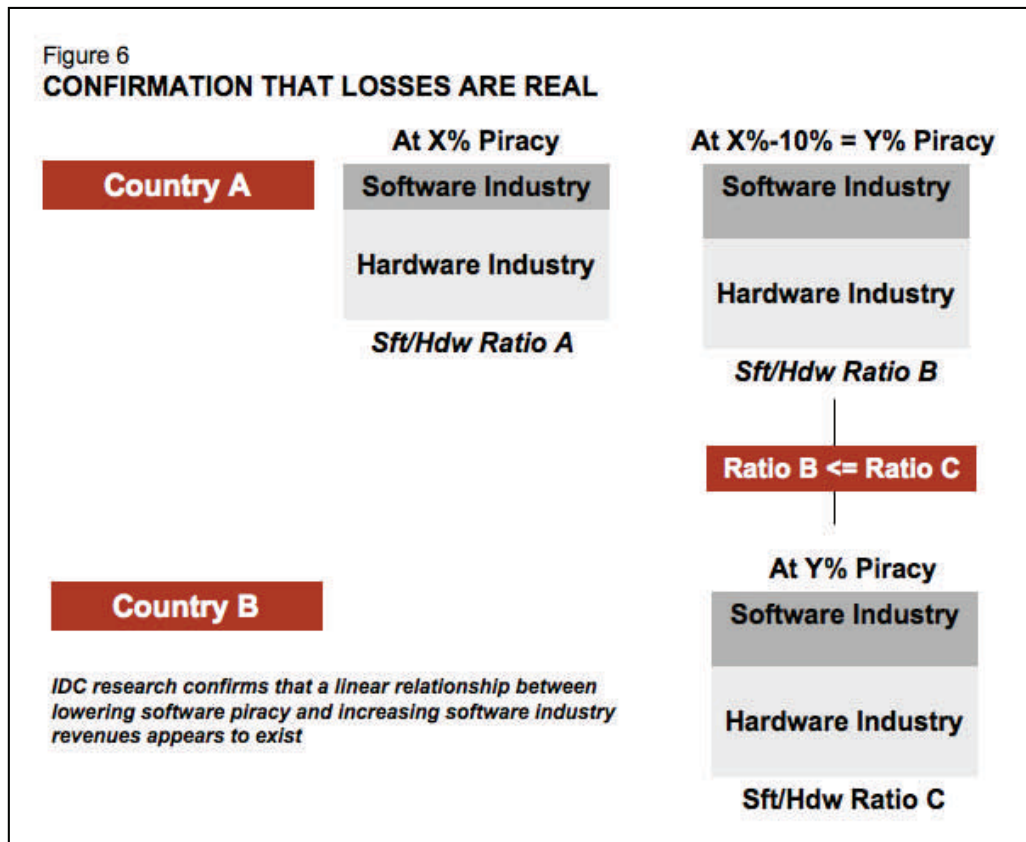 Figure 6
CONFIRMATION THAT LOSSES ARE REAL
At X% Piracy
At X%-10% = Y% Piracy
Country A
Software Industry
Software Industry
Hardware Industry
Hardware Industry
Sft/Hdw Ratio A
Sft/Hdw Ratio B
Ratio B <= Ratio C
At Y% Piracy
Country B
Software Industry
IDC research confirms that a linear relationship between
lowering software piracy and increasing software industry
revenues appears to exist
Hardware Industry
Sft/Hdw Ratio C